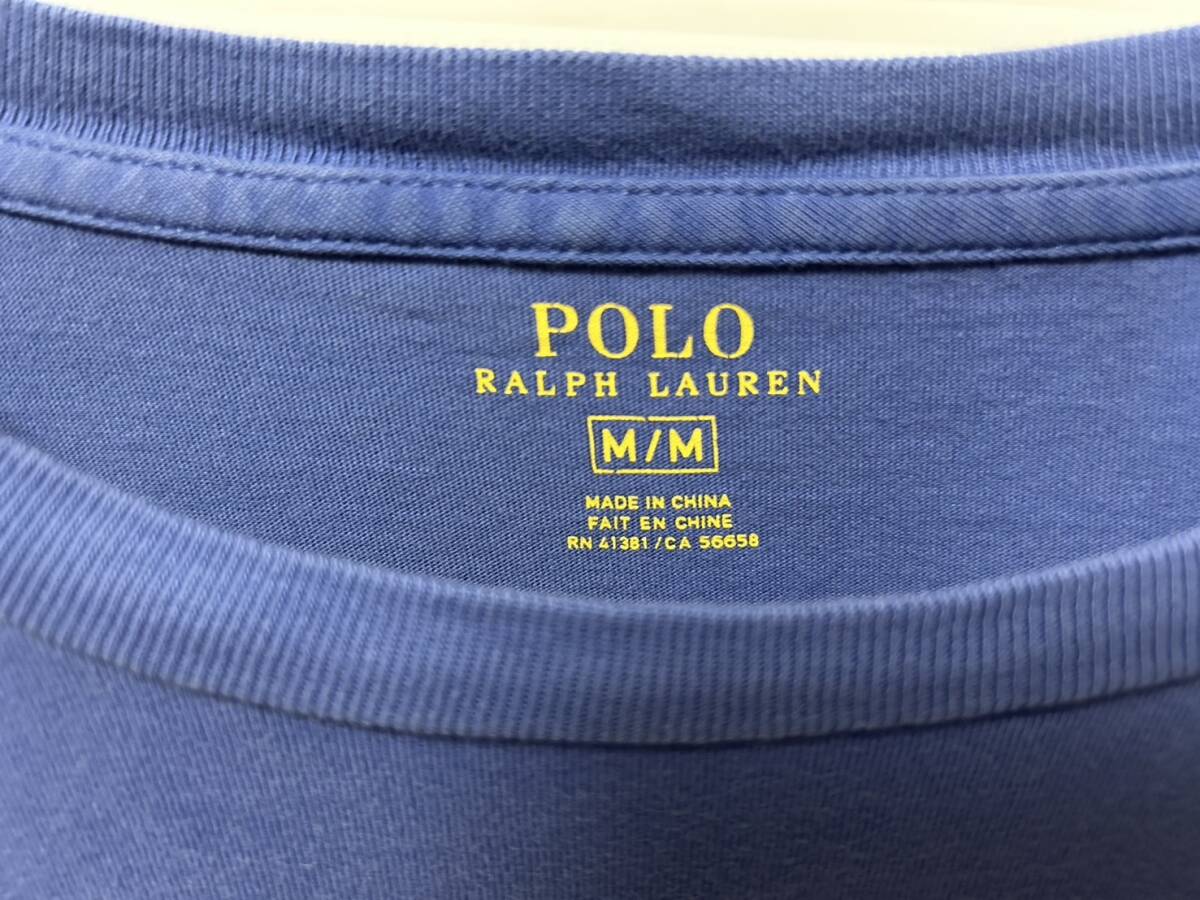 POLO
RALPH LAUREN
M/M
MADE IN CHINA
FAIT EN CHINE
RN 41381/CA 56658